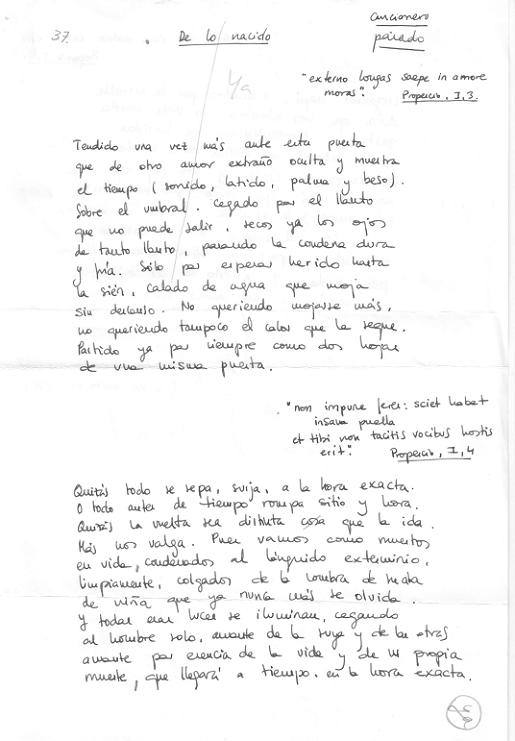 cancionero
37. . De lo nacido pasado
Ya
"externo longas saepe in amore
moras". Propercio, I, 3.
Tendido una vez más ante esta puerta
que de otro amor extraño oculta y muestra
el tiempo (sonido, latido, palma y beso).
Sobre el umbral. Cegado por el llanto
que no puede salir, secos ya los ojos
de tanto llanto, pasando la condena dura
y fría. Sólo por esperar herido hasta
la sién, calado de agua que moja
sin descanso. No queriendo mojarse más,
no queriendo tampoco el calor que la seque.
Partido ya por siempre como dos hojas
de una misma puerta.
. "non impune feres: sciet habet
insana puella
et tibi non tacitis vocibus hostis
erit". Propercio, I, 4
Quizás todo se sepa, surja, a la hora exacta.
O todo antes de tiempo rompa sitio y hora.
Quizás la vuelta sea distinta cosa que la ida.
Más nos valga. Pues vamos como muertos
en vida, condenados al lánguido exterminio,
limpiamente, colgados de la sombra de mata
de viña que ya nunca más se olvida.
Y todas esas luces se iluminan, cegando
al hombre solo, amante de la suya y de las otras
amante por esencia de la vida y de su propia
muerte, que llegará a tiempo. en la hora exacta.